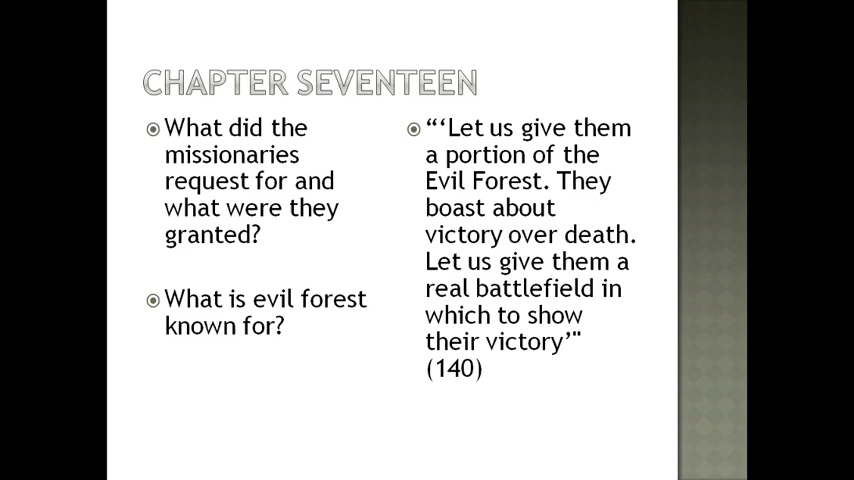 CHAPTER SEVENTEEN
What did the
missionaries
request for and
what were they
granted?
What is evil forest
known for?
“‘Let us give them
a portion of the
Evil Forest. They
boast about
victory over death.
Let us give them a
real battlefield in
which to show
their victory’"
(140)